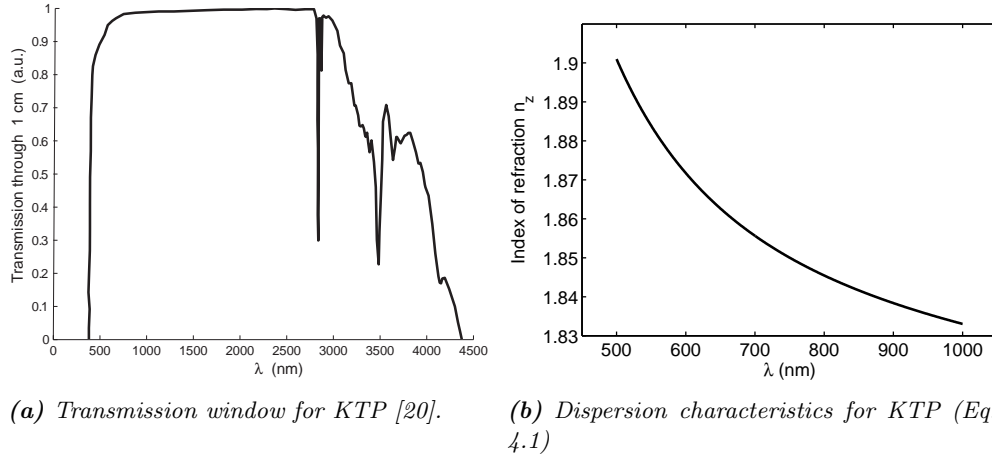 Transmission through 1 cm (a.u.)
1
0.9
0.8
0.7
0.6
0.5
0.4
0.3
0.2
0.1
0
0 500 1000 1500 2000 2500 3000 3500 4000 4500
λ (nm)
(a) Transmission window for KTP [20].
Index of refraction n_z
1.9
1.89
1.88
1.87
1.86
1.85
1.84
1.83
500 600 700 800 900 1000
λ (nm)
(b) Dispersion characteristics for KTP (Eq
4.1)